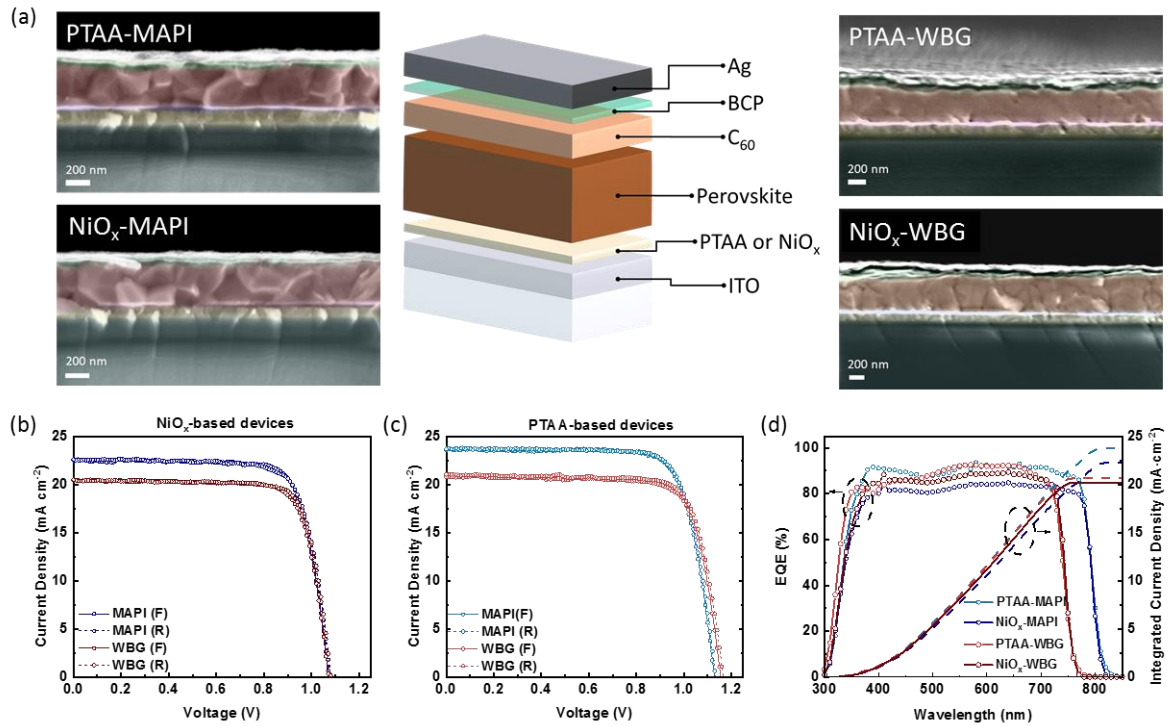 (a)
PTAA-MAPI
200 nm
NiOₓ-MAPI
200 nm
Ag
BCP
C₆₀
Perovskite
PTAA or NiOₓ
ITO
PTAA-WBG
200 nm
NiOₓ-WBG
200 nm
(b)
NiOₓ-based devices
Current Density (mA cm⁻²)
25
20
15
10
5
0
MAPI (F)
MAPI (R)
WBG (F)
WBG (R)
0.0 0.2 0.4 0.6 0.8 1.0 1.2
Voltage (V)
(c)
PTAA-based devices
Current Density (mA cm⁻²)
25
20
15
10
5
0
MAPI(F)
MAPI (R)
WBG (F)
WBG (R)
0.0 0.2 0.4 0.6 0.8 1.0 1.2
Voltage (V)
(d)
EQE (%)
100
80
60
40
20
0
PTAA-MAPI
NiOₓ-MAPI
PTAA-WBG
NiOₓ-WBG
300 400 500 600 700 800
Wavelength (nm)
25
20
15
10
5
0
Integrated Current Density (mA·cm⁻²)